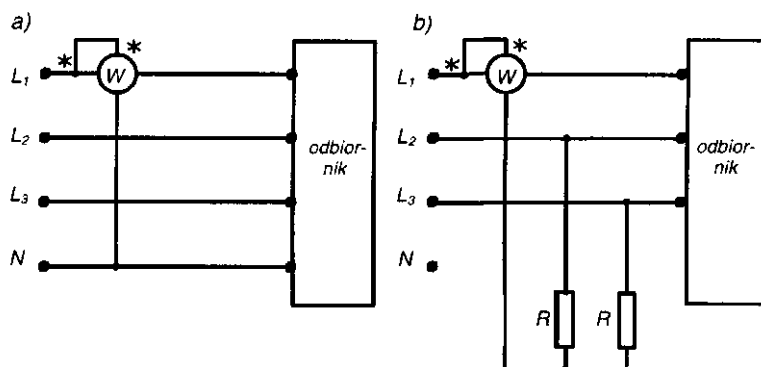 a)
* *
L₁
W
L₂
L₃
N
odbior-
nik
b)
* *
L₁
W
L₂
L₃
N
odbior-
nik
R
R